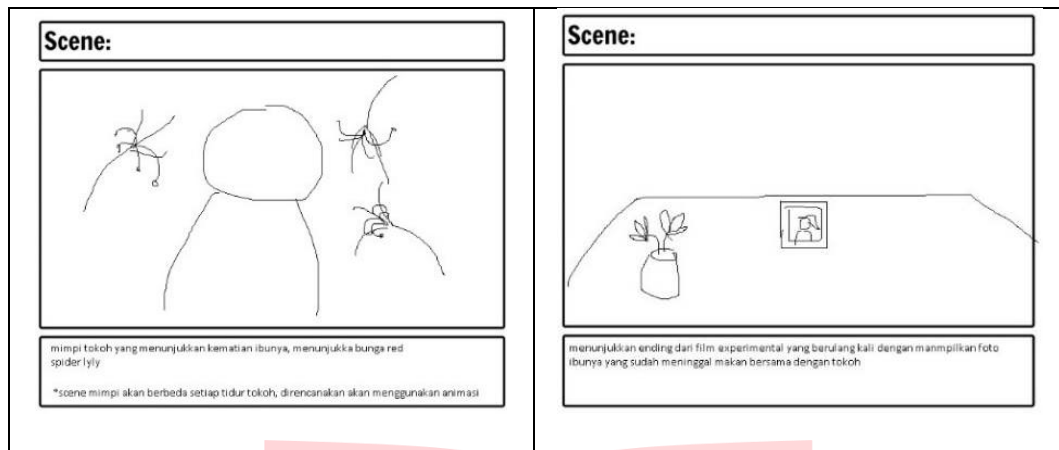 Scene:
mimpi tokoh yang menunjukkan kematian ibunya, menunjukka bunga red
spider lyly
*scene mimpi akan berbeda setiap tidur tokoh, direncanakan akan menggunakan animasi
Scene:
menunjukkan ending dari film experimental yang berulang kali dengan manmpilkan foto
ibunya yang sudah meninggal makan bersama dengan tokoh